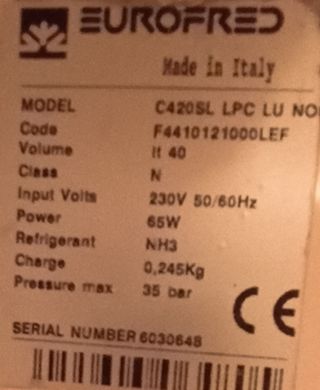 EUROFRED
Made in Italy
MODEL C420SL LPC LU NO
Code F4410121000LEF
Volume lt 40
Class N
Input Volts 230V 50/60Hz
Power 65W
Refrigerant NH3
Charge 0,245Kg
Pressure max 35 bar
CE
SERIAL NUMBER 6030648